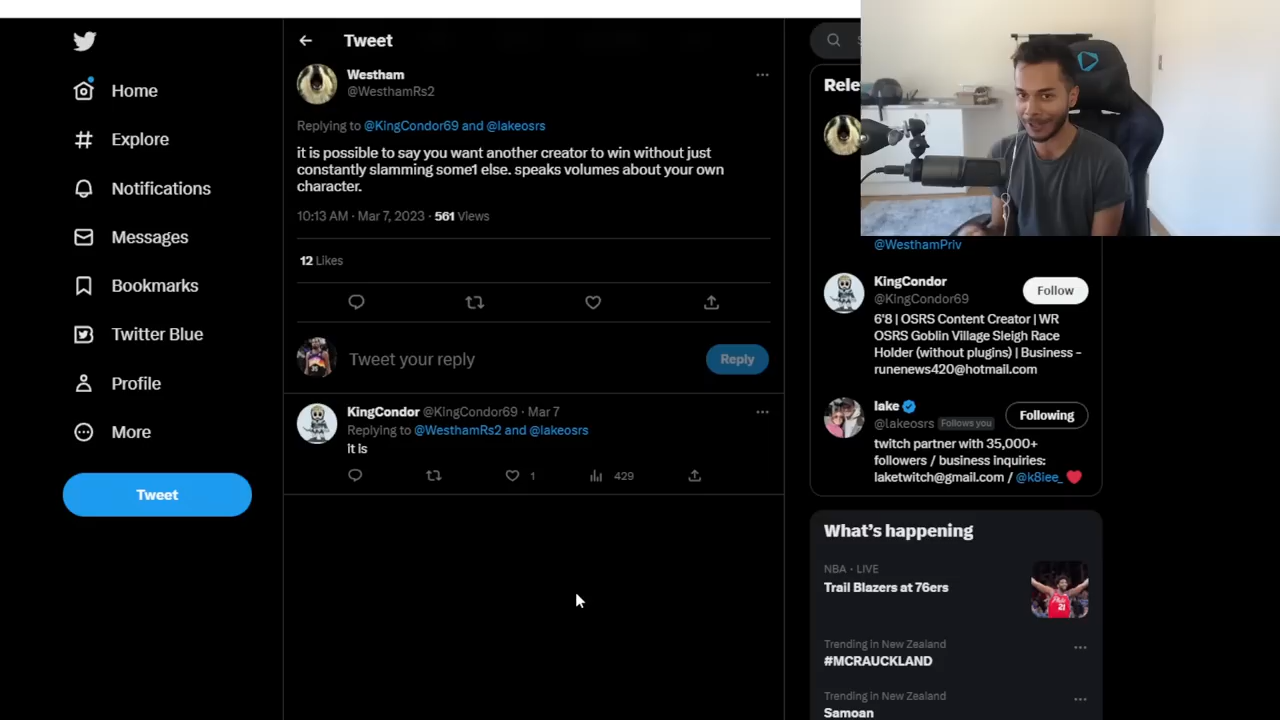 Home
Explore
Notifications
Messages
Bookmarks
Twitter Blue
Profile
More
Tweet
Tweet
Westham
@WesthamRs2
Replying to @KingCondor69 and @lakeosrs
it is possible to say you want another creator to win without just
constantly slamming some1 else. speaks volumes about your own
character.
10:13 AM · Mar 7, 2023 · 561 Views
12 Likes
Tweet your reply
Reply
KingCondor @KingCondor69 · Mar 7
Replying to @WesthamRs2 and @lakeosrs
it is
1
429
Rele
@WesthamPriv
KingCondor
@KingCondor69
Follow
6'8 | OSRS Content Creator | WR
OSRS Goblin Village Sleigh Race
Holder (without plugins) | Business -
runenews420@hotmail.com
lake
@lakeosrs Follows you
Following
twitch partner with 35,000+
followers / business inquiries:
laketwitch@gmail.com / @k8iee_
What's happening
NBA · LIVE
Trail Blazers at 76ers
Trending in New Zealand
#MCRAUCKLAND
Trending in New Zealand
Samoan